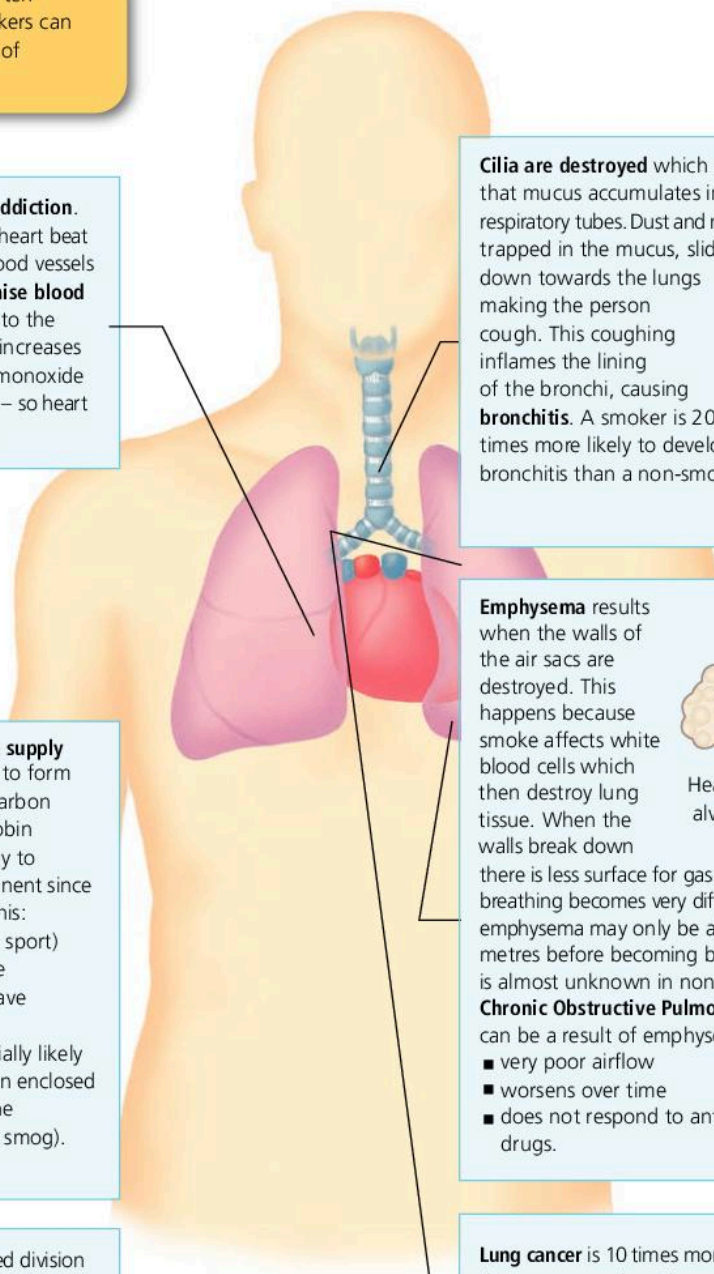 kers can
of
ddiction.
heart beat
ood vessels
aise blood
to the
increases
monoxide
– so heart
Cilia are destroyed which
that mucus accumulates i
respiratory tubes. Dust and
trapped in the mucus, slid
down towards the lungs
making the person
cough. This coughing
inflames the lining
of the bronchi, causing
bronchitis. A smoker is 20
times more likely to develo
bronchitis than a non-smo
Emphysema results
when the walls of
the air sacs are
destroyed. This
happens because
smoke affects white
blood cells which
then destroy lung
tissue. When the
walls break down
there is less surface for gas
breathing becomes very dif
emphysema may only be a
metres before becoming b
is almost unknown in non
Chronic Obstructive Pulmo
can be a result of emphys
■ very poor airflow
■ worsens over time
■ does not respond to an
drugs.
Hea
alv
supply
to form
arbon
obin
y to
nent since
his:
sport)
e
ave
ially likely
n enclosed
ne
smog).
ed division
Lung cancer is 10 times mo